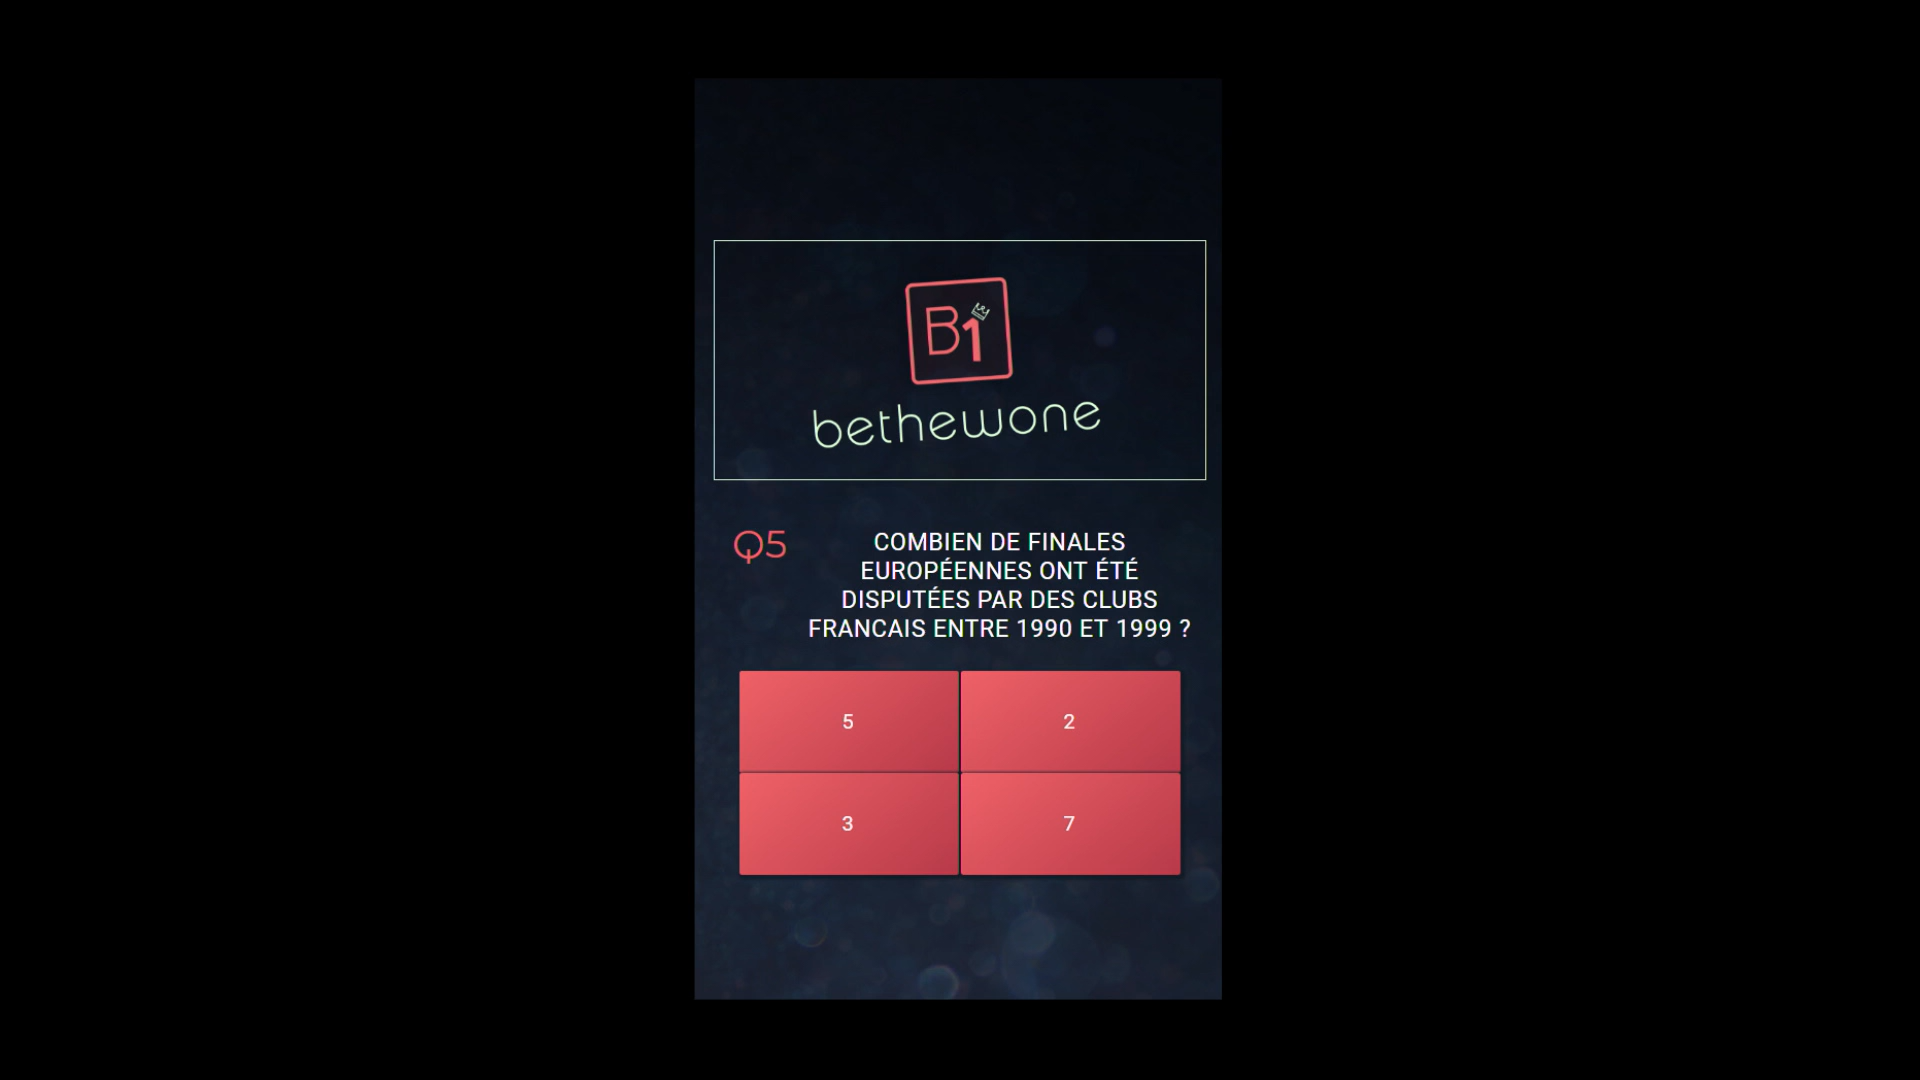 B1
bethewone
Q5
COMBIEN DE FINALES
EUROPÉENNES ONT ÉTÉ
DISPUTÉES PAR DES CLUBS
FRANCAIS ENTRE 1990 ET 1999 ?
5
2
3
7